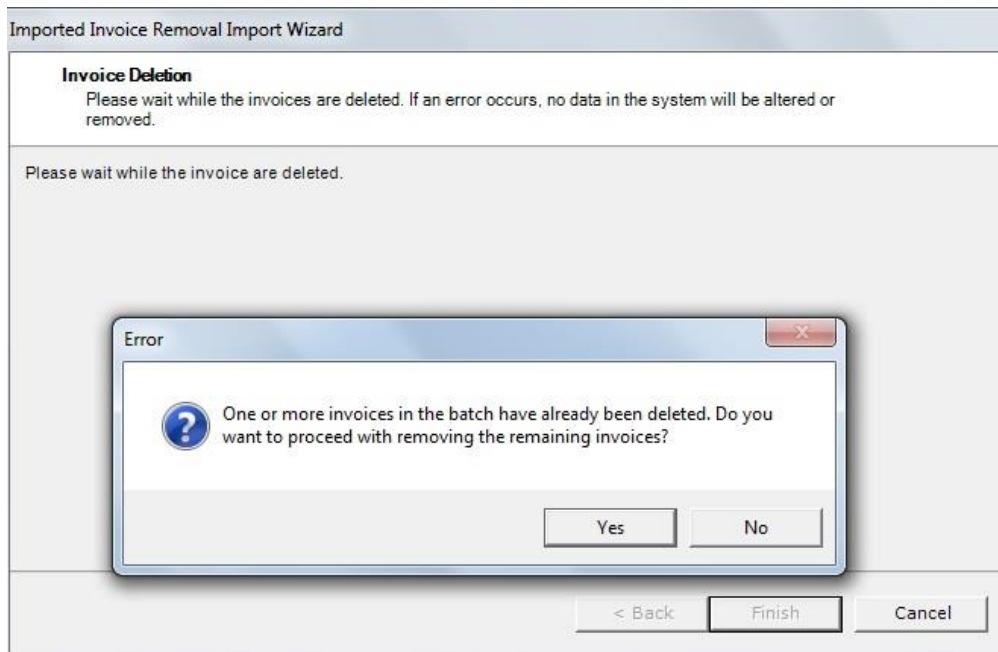 Imported Invoice Removal Import Wizard
Invoice Deletion
Please wait while the invoices are deleted. If an error occurs, no data in the system will be altered or
removed.
Please wait while the invoice are deleted.
Error
One or more invoices in the batch have already been deleted. Do you
want to proceed with removing the remaining invoices?
Yes No
< Back Finish Cancel